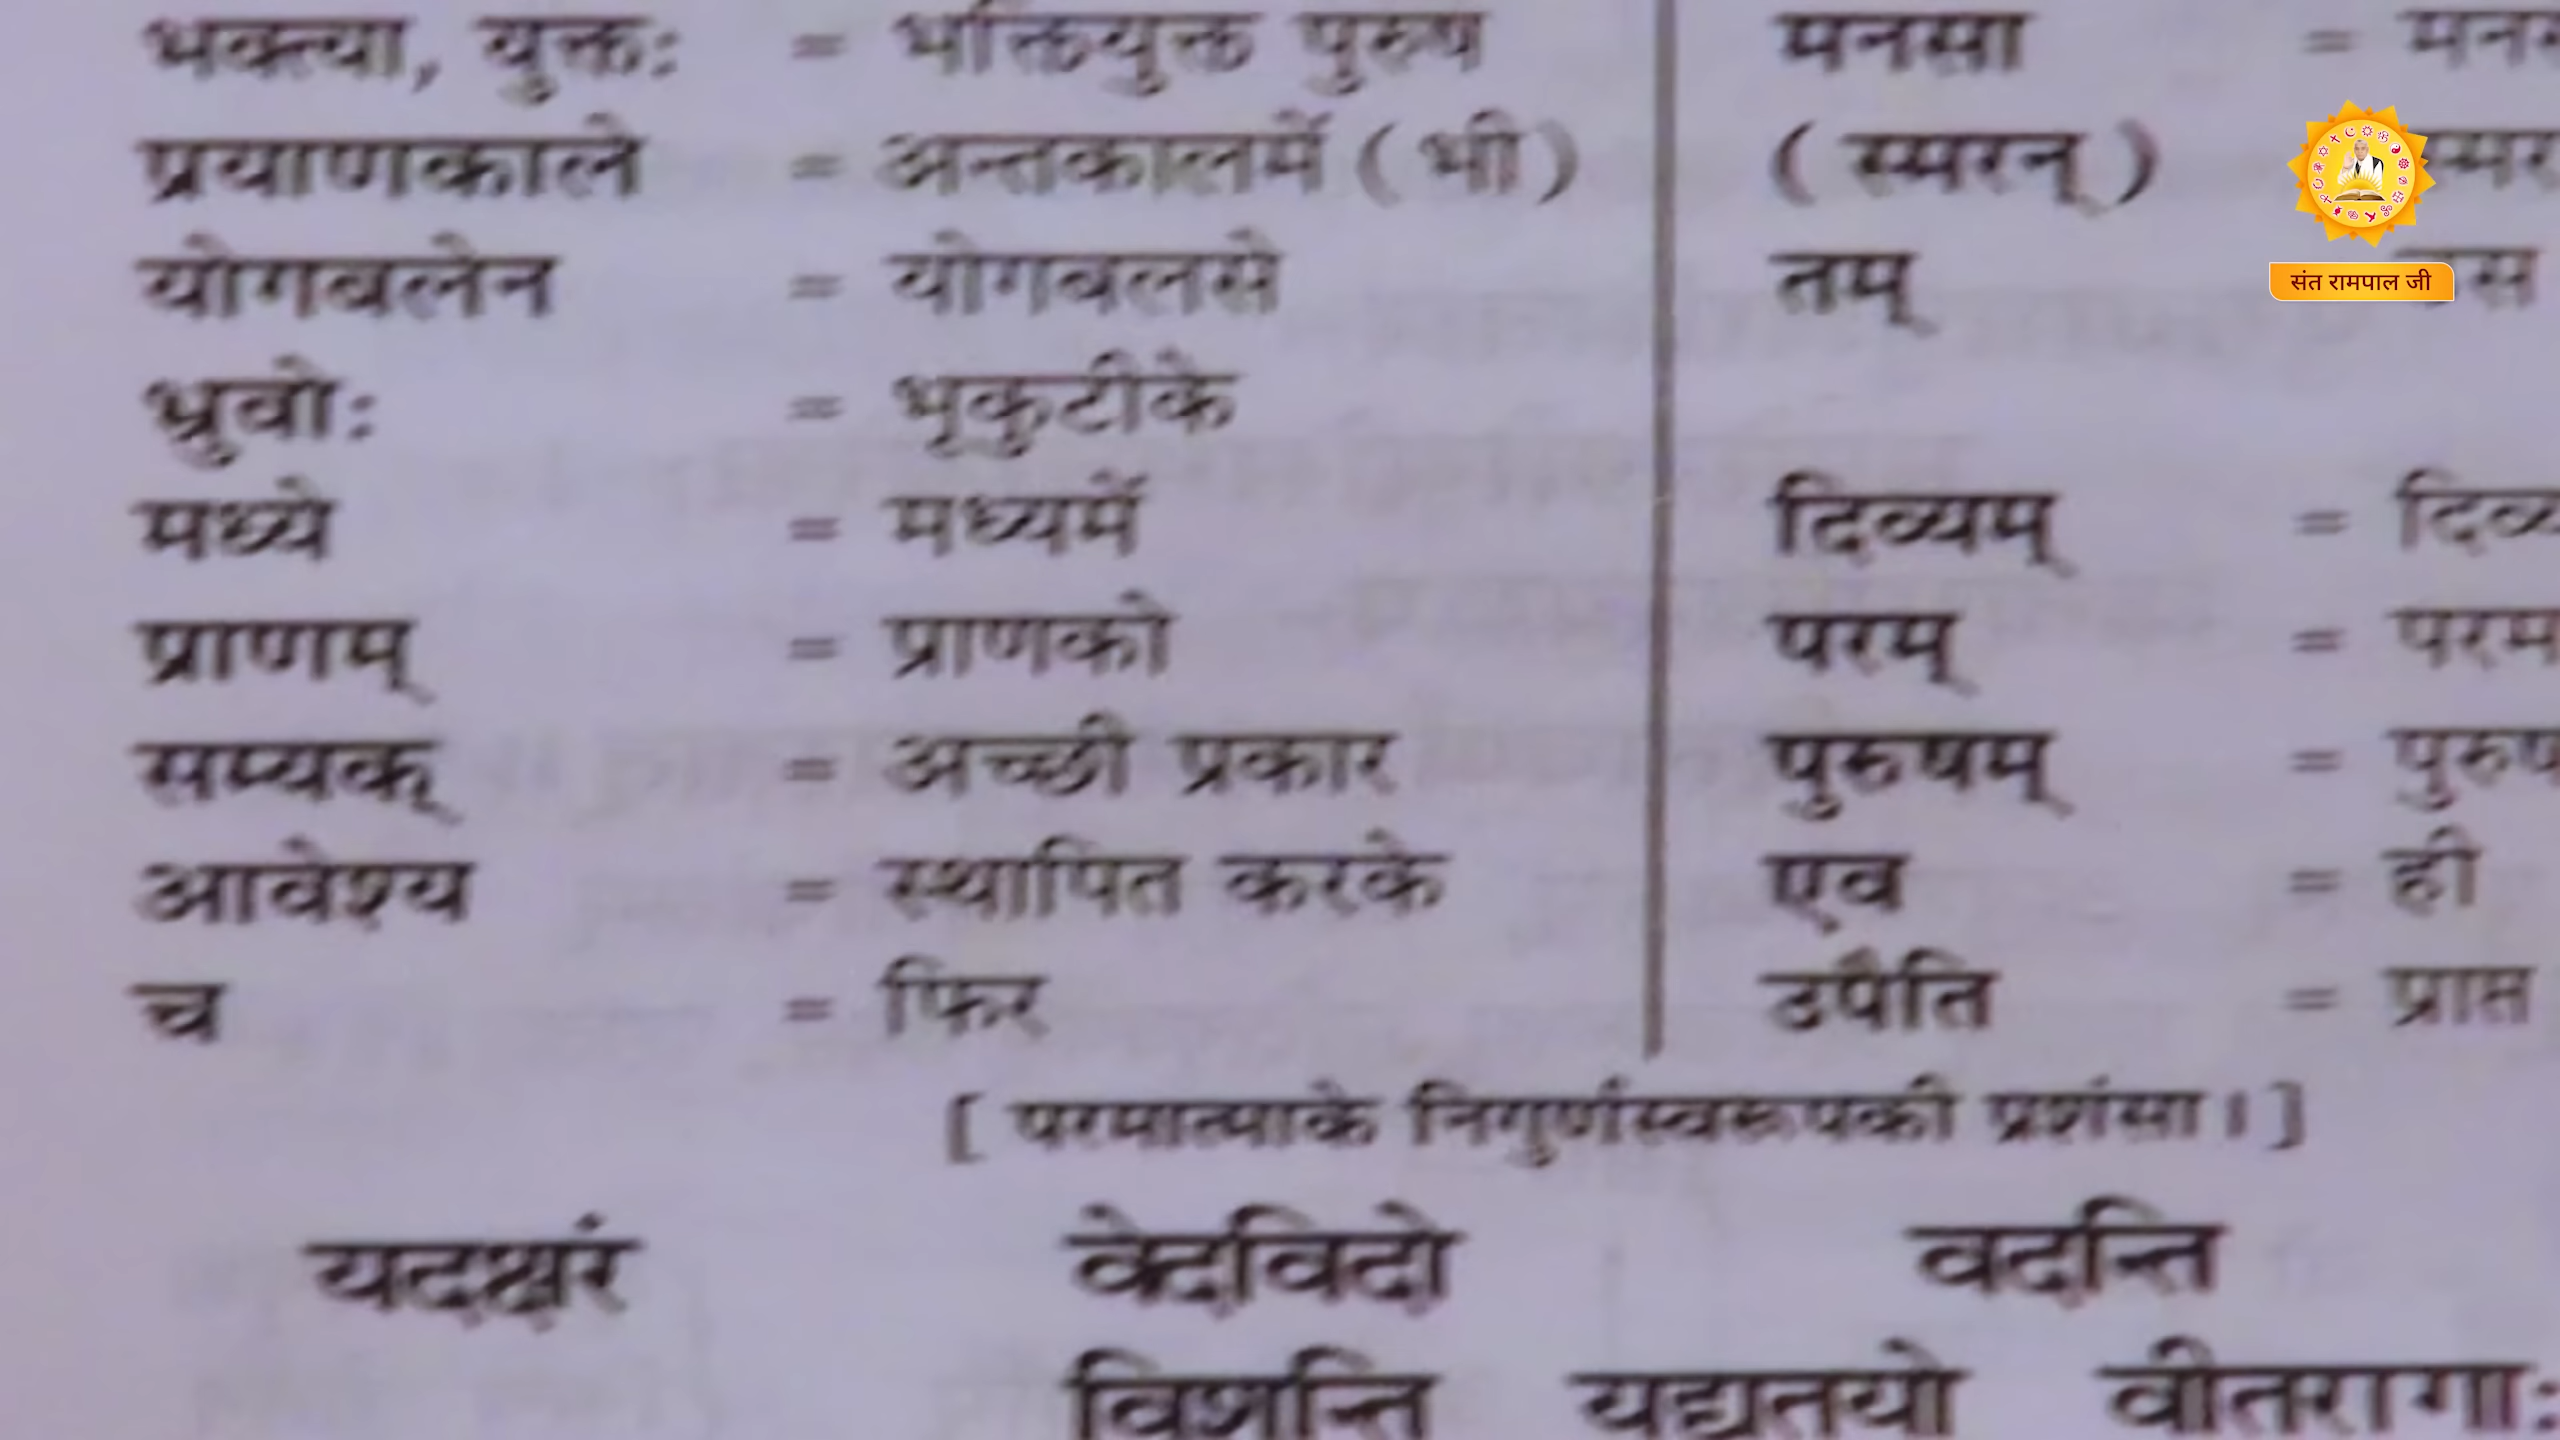 भक्त्या, युक्तः = भक्तियुक्त पुरुष
प्रयाणकाले = अन्तकालमें ( भी )
योगबलेन = योगबलसे
भ्रुवोः = भृकुटीके
मध्ये = मध्यमें
प्राणम् = प्राणको
सम्यक् = अच्छी प्रकार
आवेश्य = स्थापित करके
च = फिर
मनसा =
( स्मरन् )
तम्
दिव्यम् =
परम् =
पुरुषम् =
एव = ही
उपैति = प्राप्त
[ परमात्माके निर्गुणस्वरूपकी प्रशंसा । ]
यदक्षरं वेदविदो वदन्ति
विशन्ति यद्यतयो वीतरागाः
संत रामपाल जी